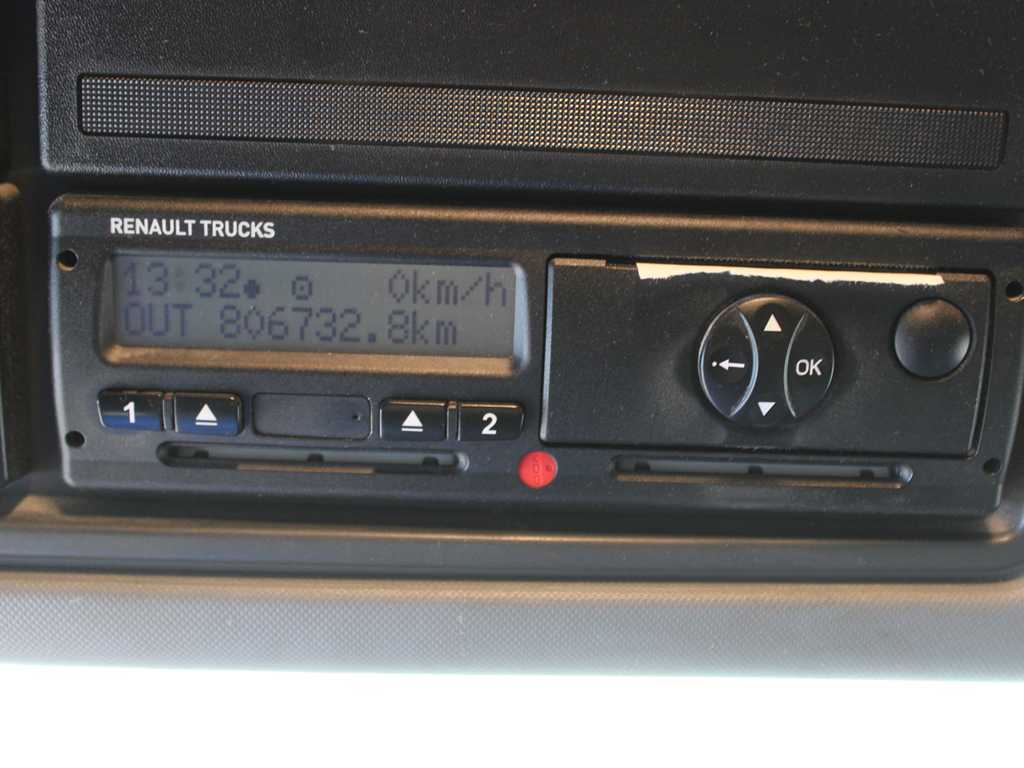 RENAULT TRUCKS
13:32 0km/h
OUT 806732.8km
1
2
OK